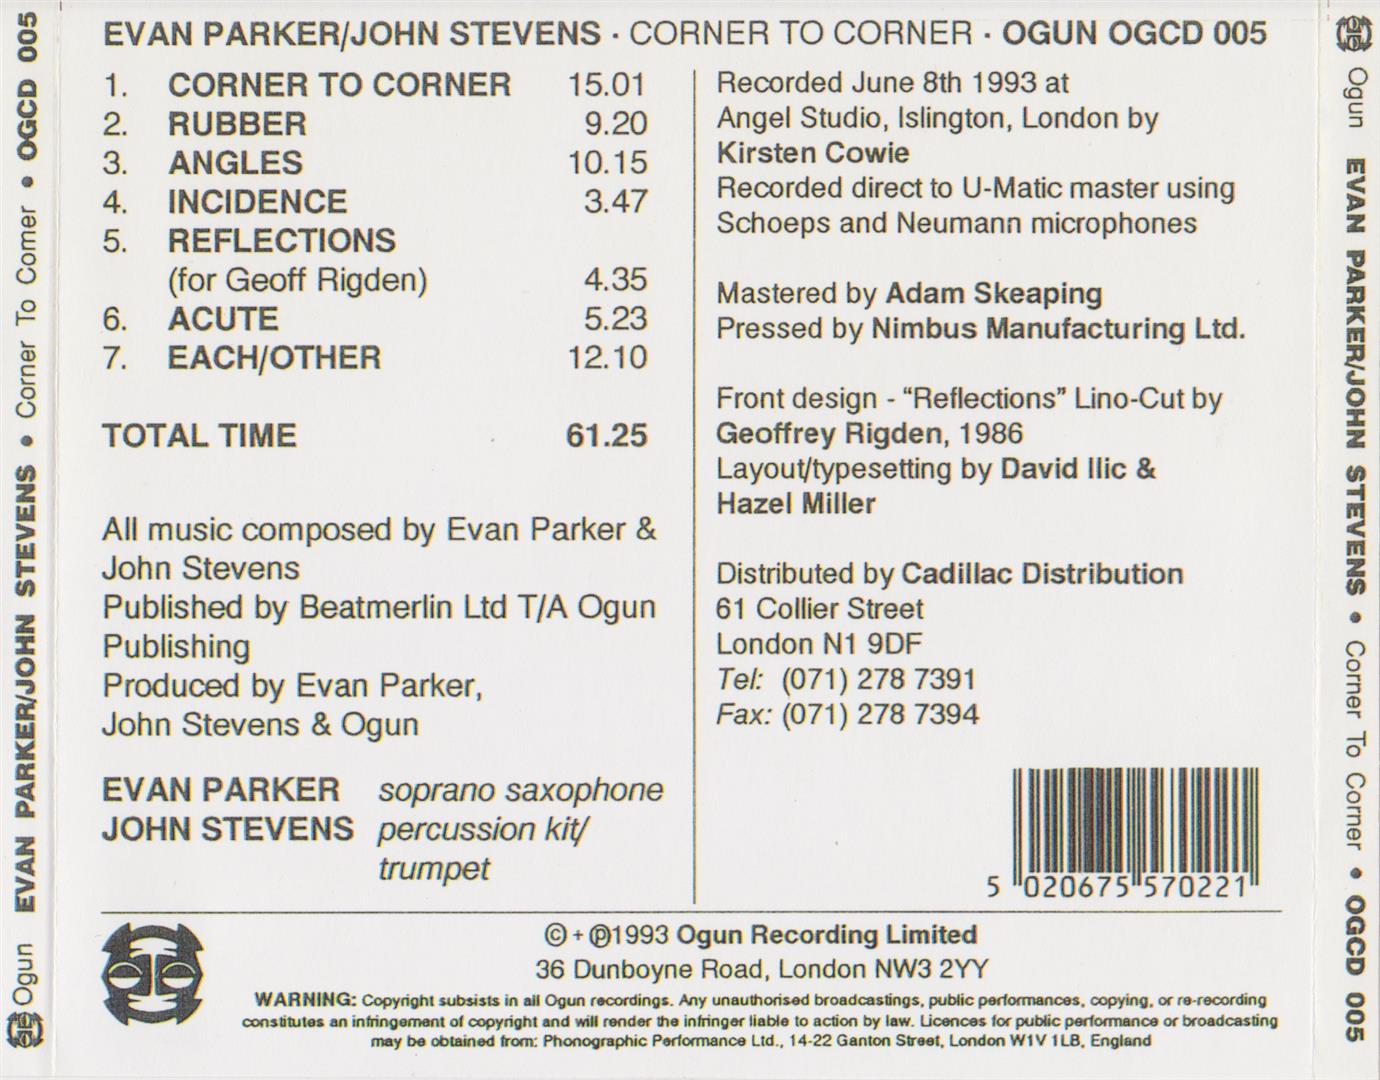 EVAN PARKER/JOHN STEVENS · CORNER TO CORNER · OGUN OGCD 005
1. CORNER TO CORNER 15.01
2. RUBBER 9.20
3. ANGLES 10.15
4. INCIDENCE 3.47
5. REFLECTIONS
(for Geoff Rigden) 4.35
6. ACUTE 5.23
7. EACH/OTHER 12.10
TOTAL TIME 61.25
All music composed by Evan Parker &
John Stevens
Published by Beatmerlin Ltd T/A Ogun
Publishing
Produced by Evan Parker,
John Stevens & Ogun
EVAN PARKER soprano saxophone
JOHN STEVENS percussion kit/
trumpet
Recorded June 8th 1993 at
Angel Studio, Islington, London by
Kirsten Cowie
Recorded direct to U-Matic master using
Schoeps and Neumann microphones
Mastered by Adam Skeaping
Pressed by Nimbus Manufacturing Ltd.
Front design - “Reflections” Lino-Cut by
Geoffrey Rigden, 1986
Layout/typesetting by David Ilic &
Hazel Miller
Distributed by Cadillac Distribution
61 Collier Street
London N1 9DF
Tel: (071) 278 7391
Fax: (071) 278 7394
5 020675 570221
© + ℗1993 Ogun Recording Limited
36 Dunboyne Road, London NW3 2YY
WARNING: Copyright subsists in all Ogun recordings. Any unauthorised broadcastings, public performances, copying, or re-recording
constitutes an infringement of copyright and will render the infringer liable to action by law. Licences for public performance or broadcasting
may be obtained from: Phonographic Performance Ltd., 14-22 Ganton Street, London W1V 1LB, England
Ogun EVAN PARKER/JOHN STEVENS • Corner To Corner • OGCD 005
Ogun EVAN PARKER/JOHN STEVENS • Corner To Corner • OGCD 005